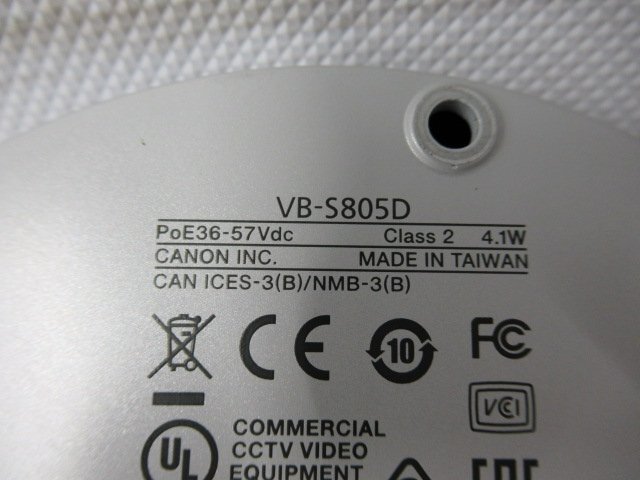 VB-S805D
PoE36-57Vdc Class 2 4.1W
CANON INC. MADE IN TAIWAN
CAN ICES-3(B)/NMB-3(B)
CE 10 FC
VCI
UL COMMERCIAL
CCTV VIDEO
EQUIPMENT